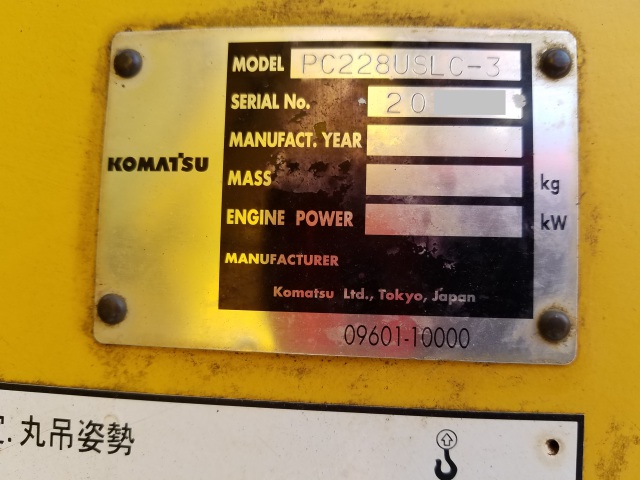 MODEL PC228USLC-3
SERIAL No. 20
MANUFACT. YEAR
KOMATSU
MASS kg
ENGINE POWER kW
MANUFACTURER
Komatsu Ltd., Tokyo, Japan
09601-10000
.丸吊姿勢